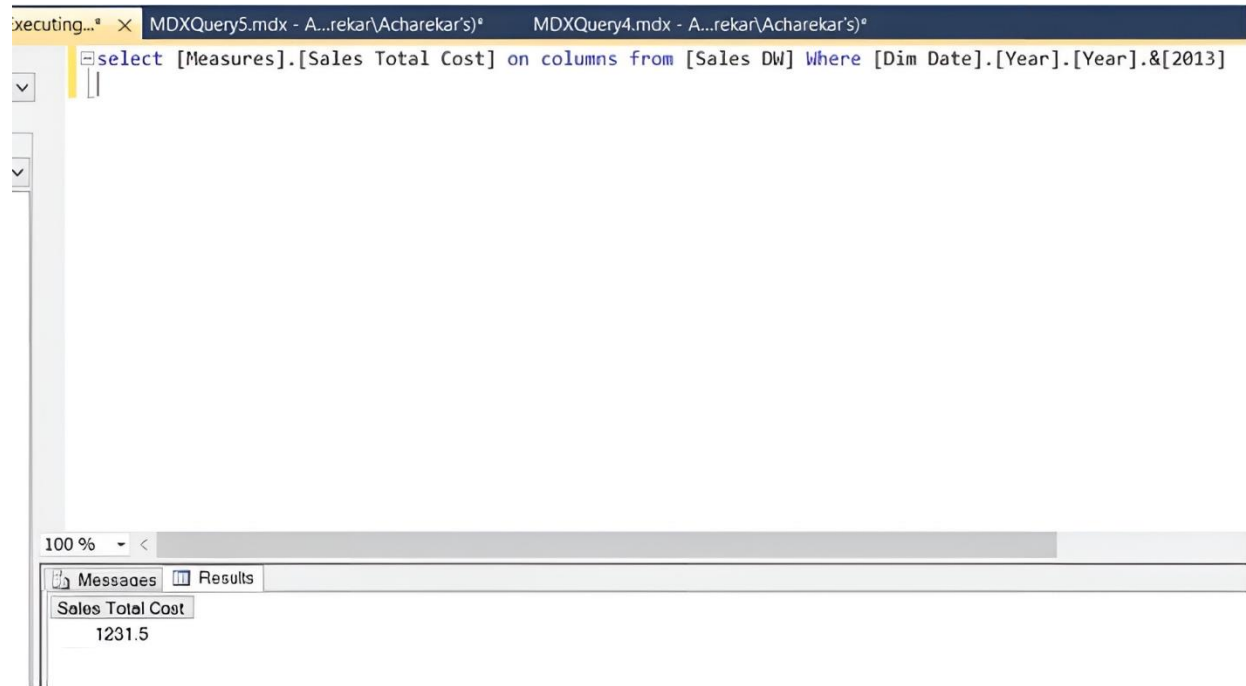 xecuting...* × MDXQuery5.mdx - A...rekar\Acharekar's)* MDXQuery4.mdx - A...rekar\Acharekar's)*
select [Measures].[Sales Total Cost] on columns from [Sales DW] Where [Dim Date].[Year].[Year].&[2013]
100 %
Messages Results
Sales Total Cost
1231.5